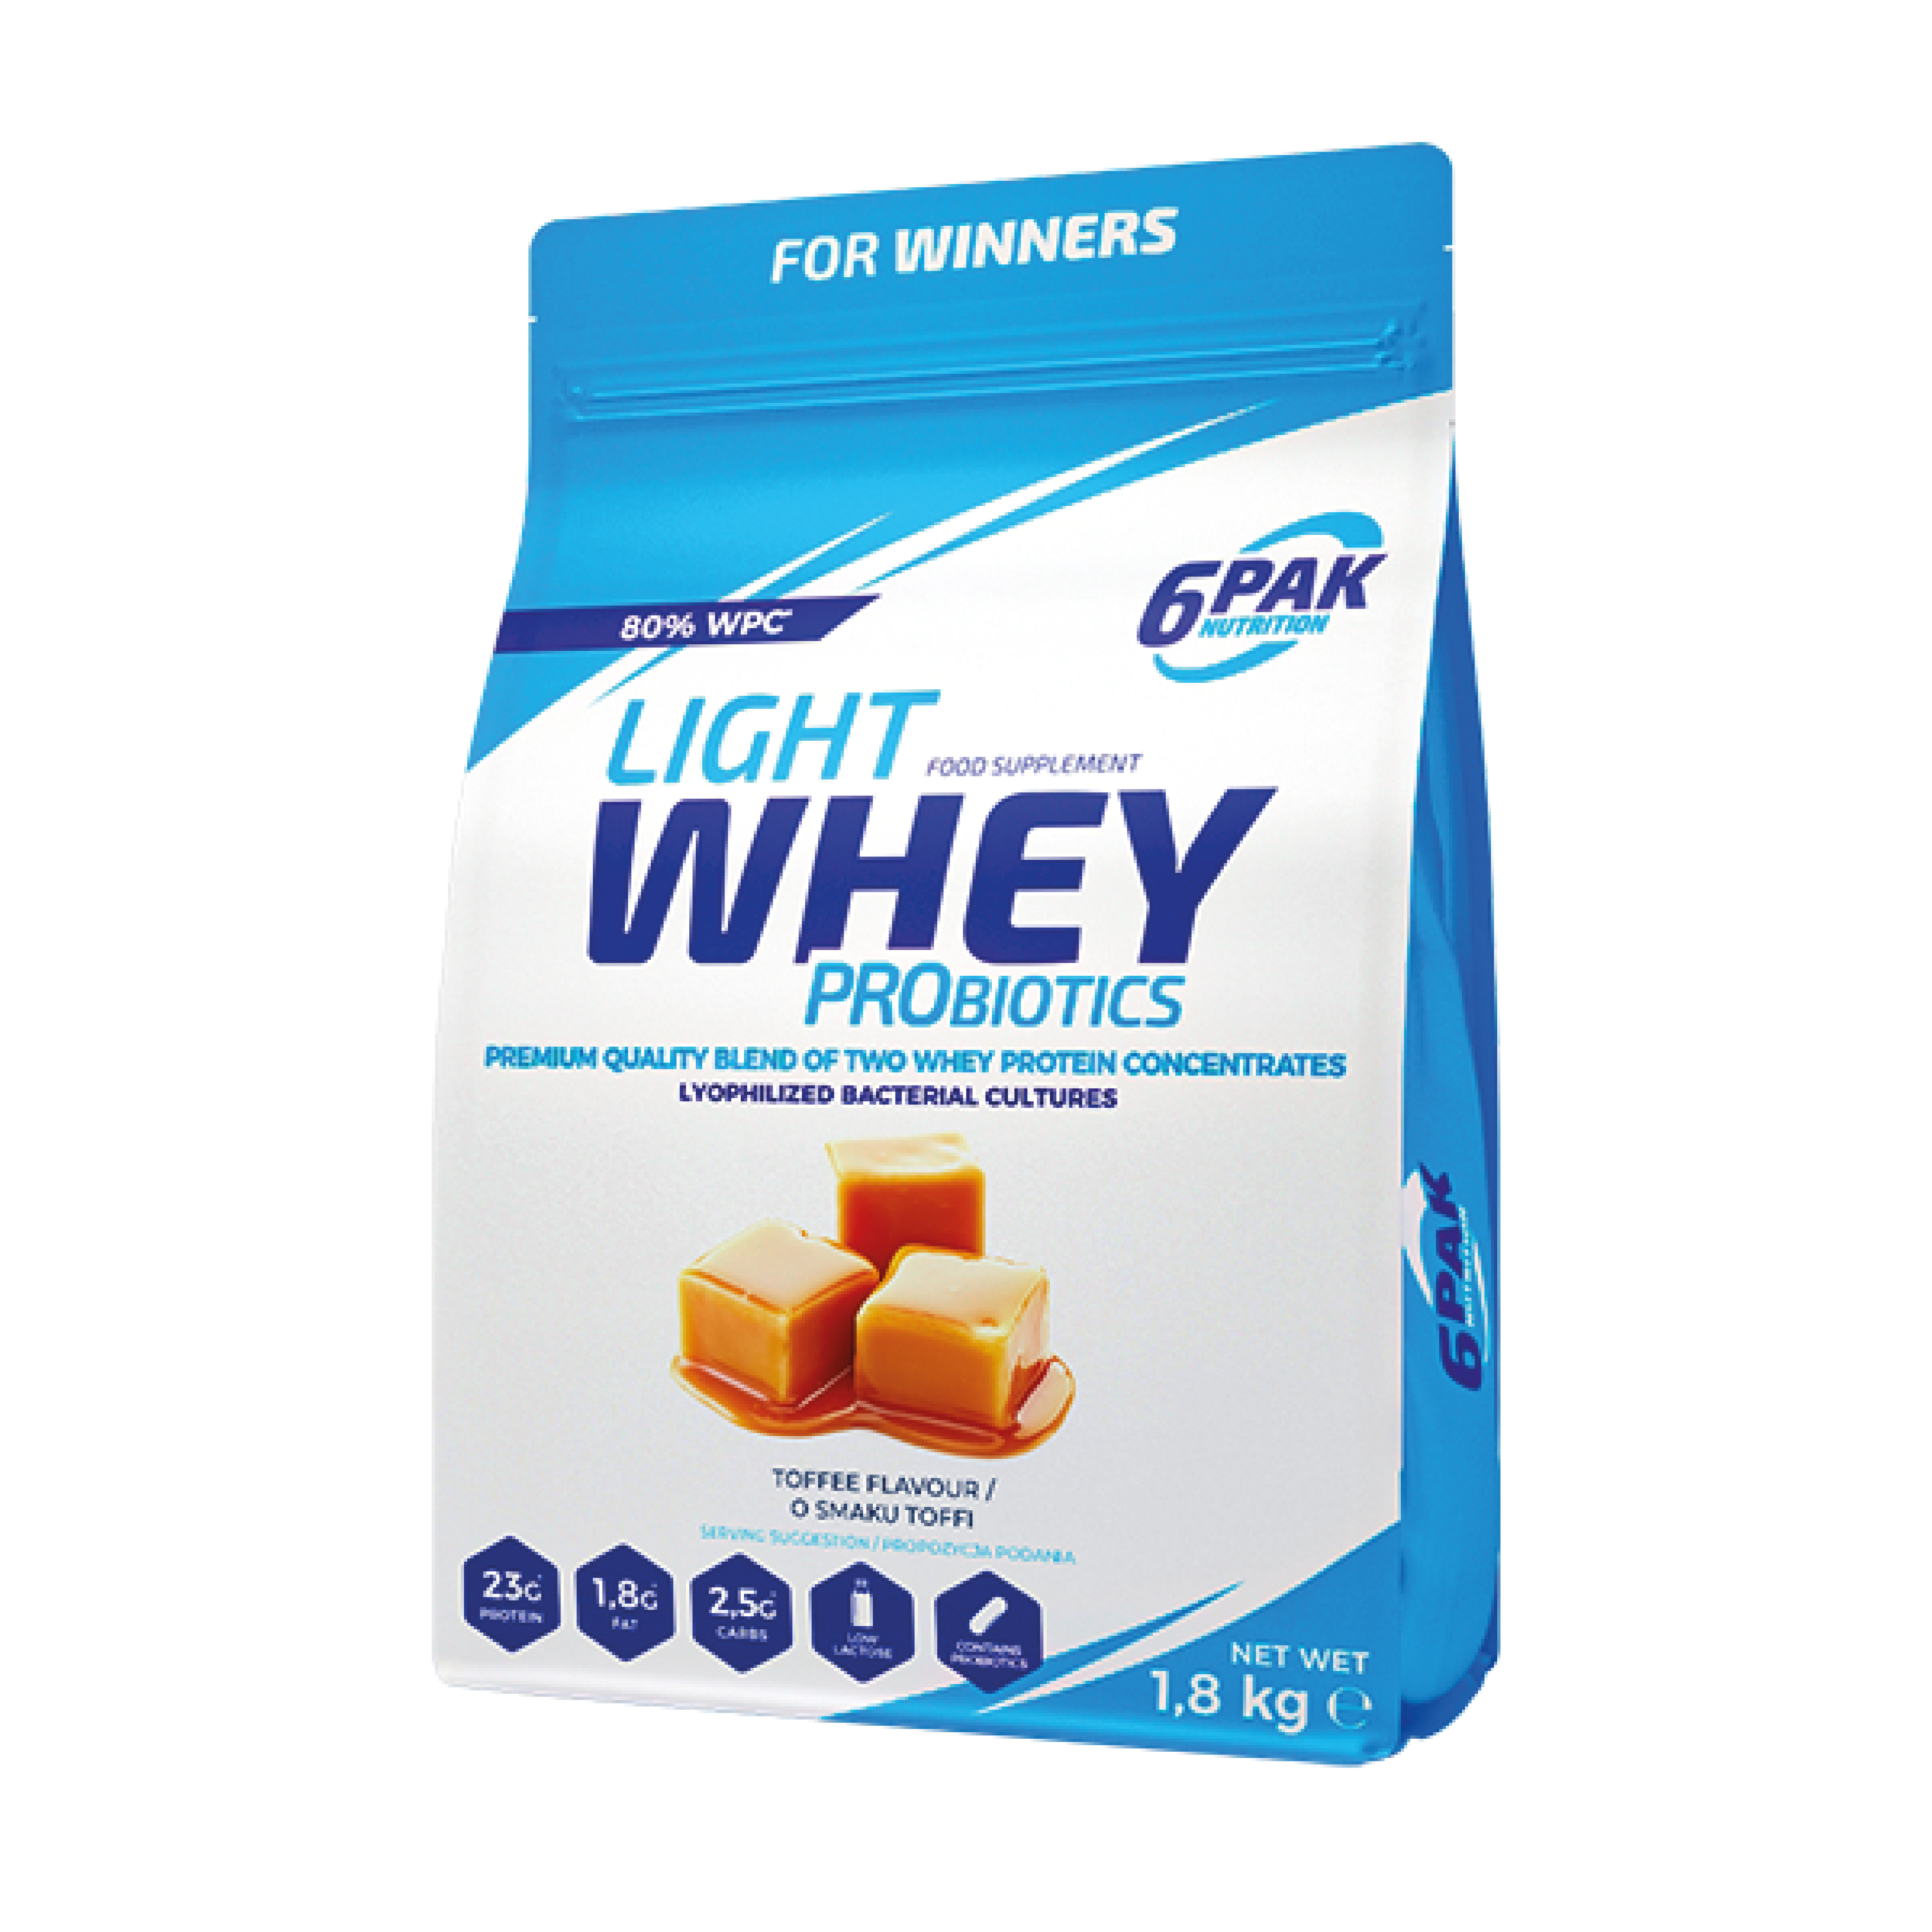 FOR WINNERS
6PAK
NUTRITION
80% WPC*
LIGHT
FOOD SUPPLEMENT
WHEY
PROBIOTICS
PREMIUM QUALITY BLEND OF TWO WHEY PROTEIN CONCENTRATES
LYOPHILIZED BACTERIAL CULTURES
TOFFEE FLAVOUR /
O SMAKU TOFFI
SERVING SUGGESTION / PROPOZYCJA PODANIA
23G*
PROTEIN
1,8G*
FAT
2,5G*
CARBS
LOW
LACTOSE
CONTAINS
PROBIOTICS
NET WET
1,8 kg ℮
6PAK
NUTRITION